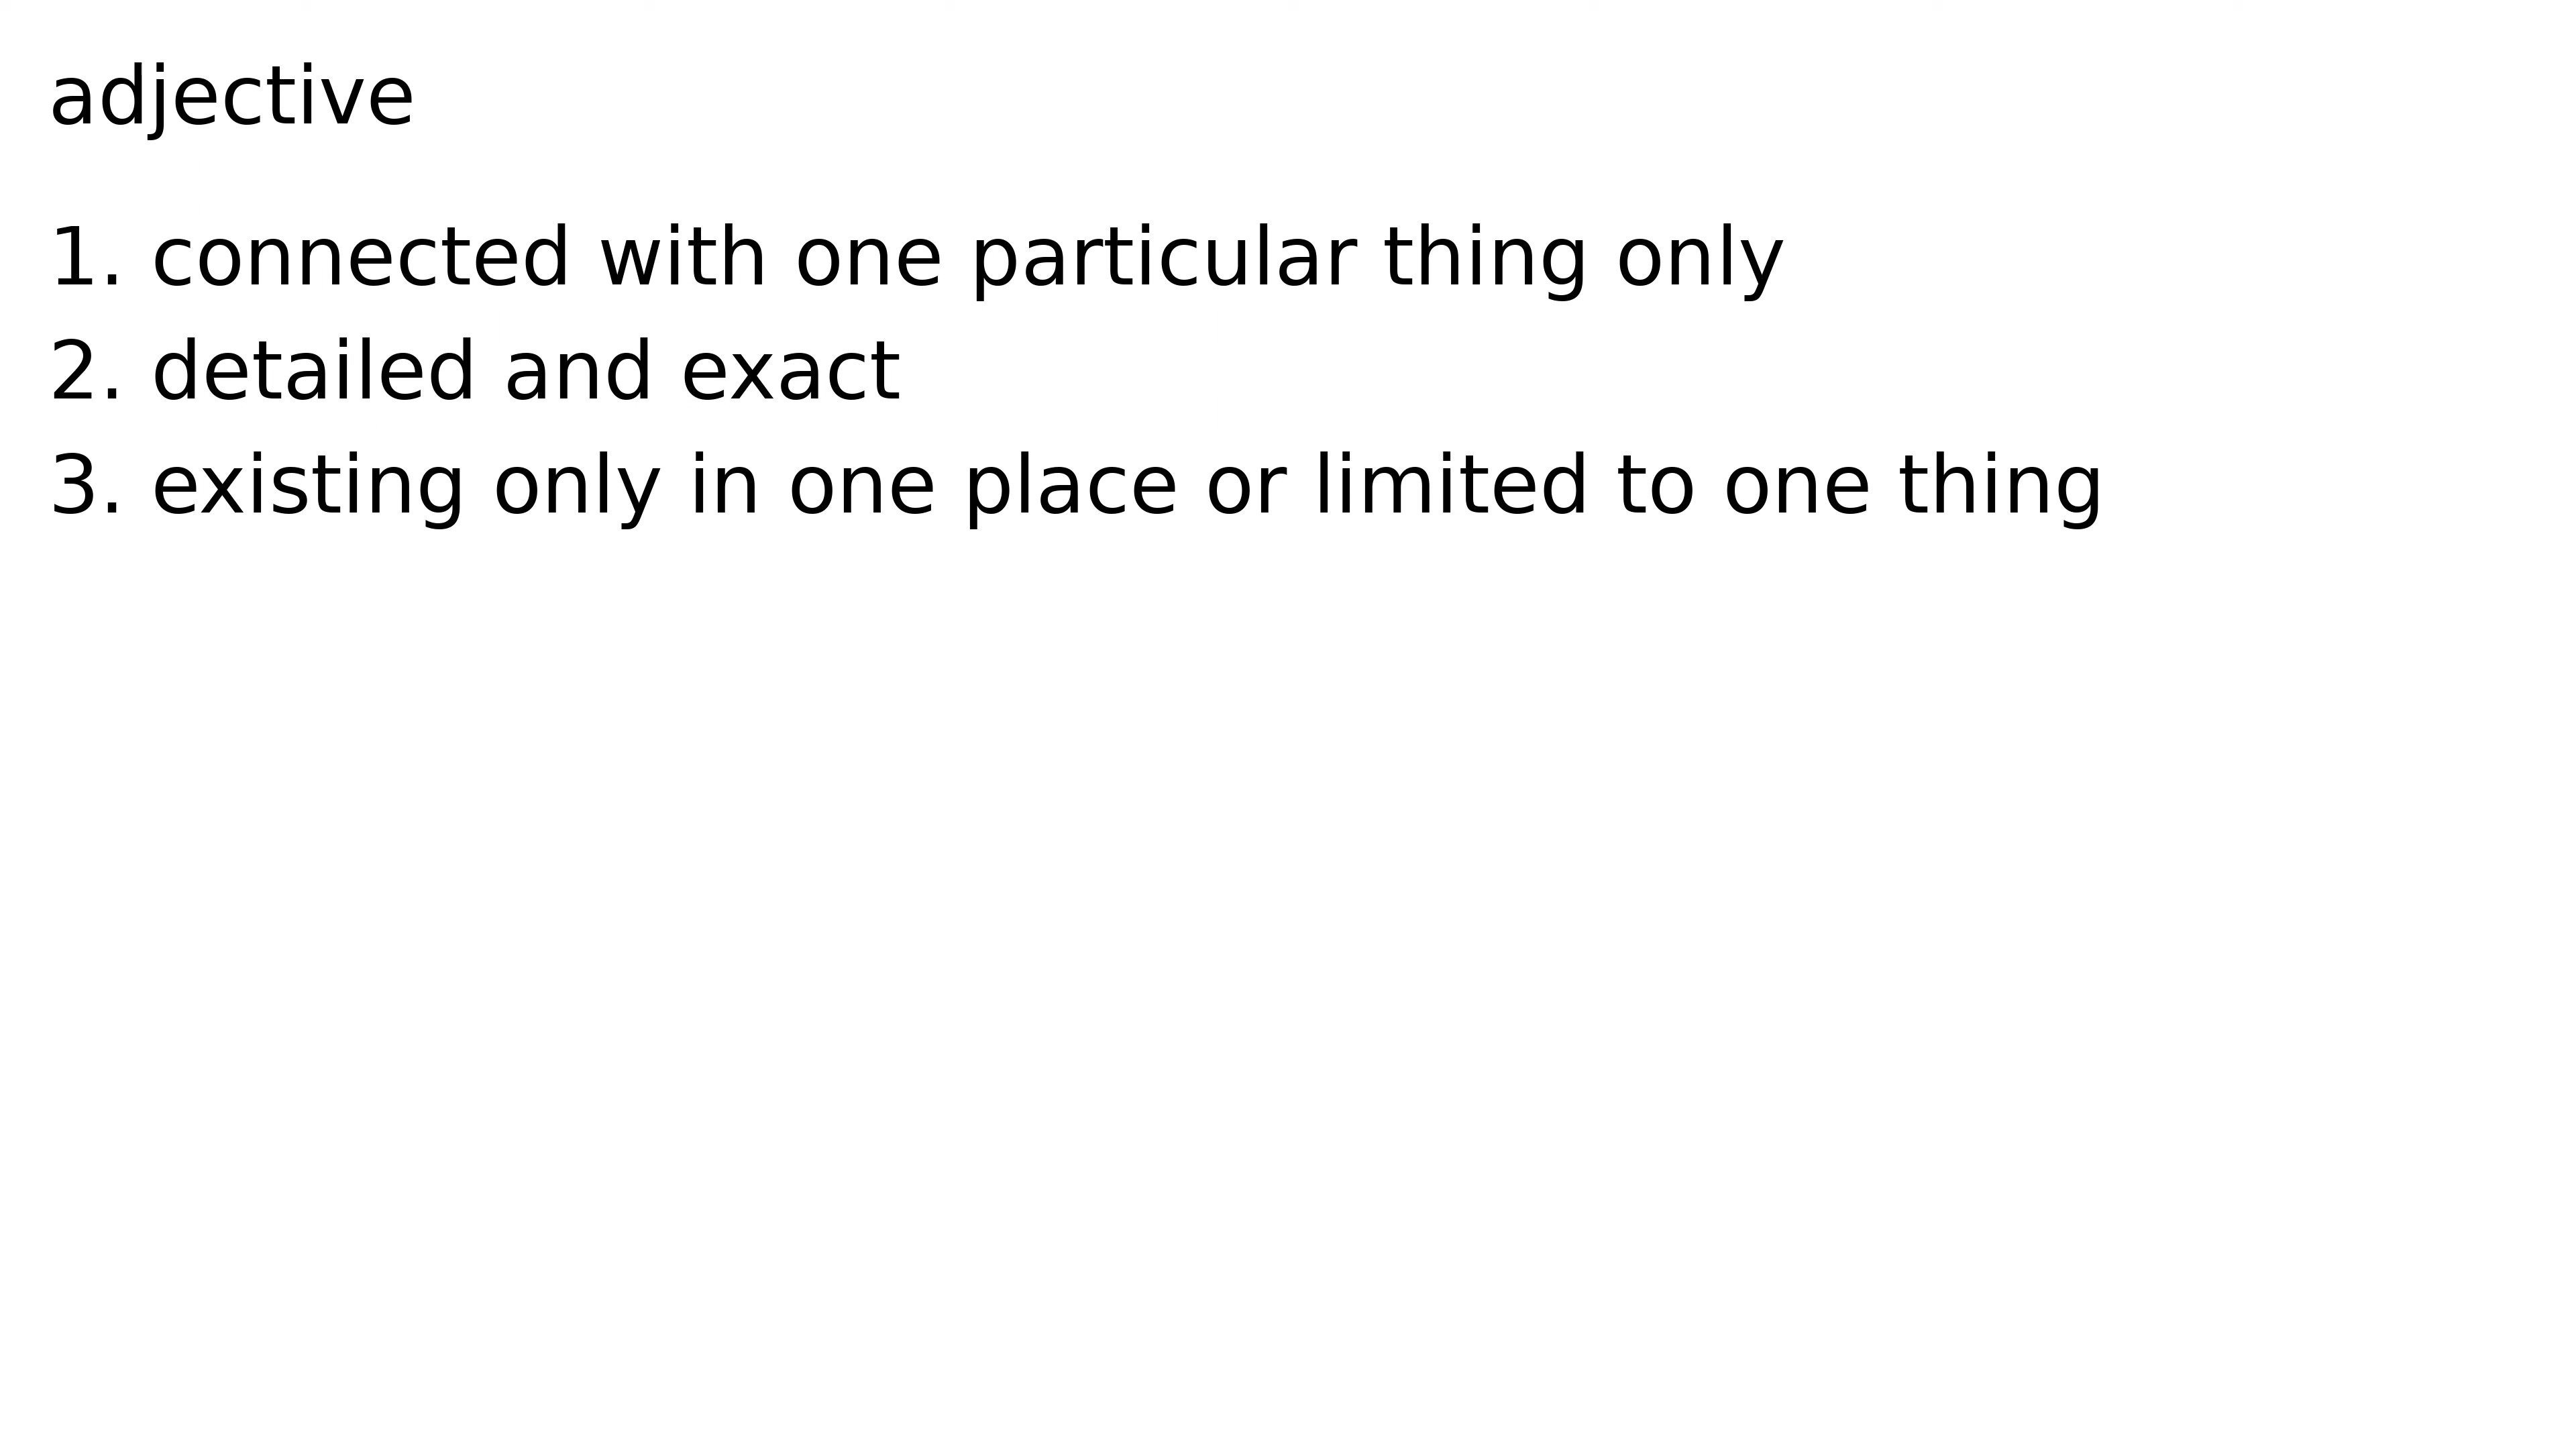 adjective
1. connected with one particular thing only
2. detailed and exact
3. existing only in one place or limited to one thing